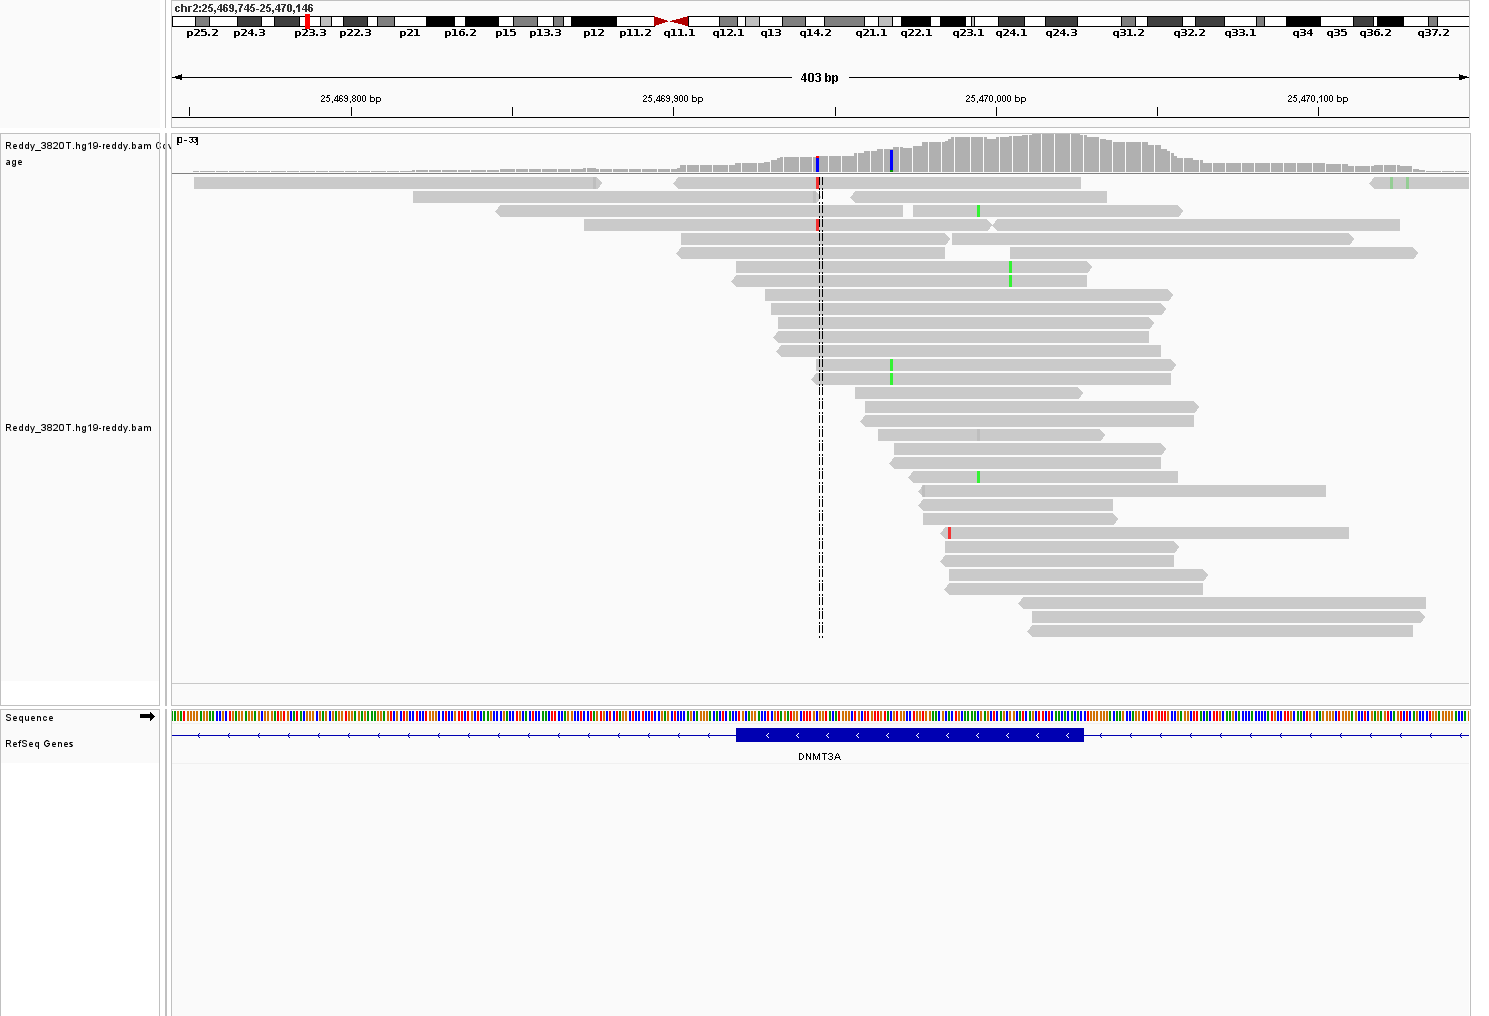 chr2:25,469,745-25,470,146
p25.2 p24.3 p23.3 p22.3 p21 p16.2 p15 p13.3 p12 p11.2 q11.1 q12.1 q13 q14.2 q21.1 q22.1 q23.1 q24.1 q24.3 q31.2 q32.2 q33.1 q34 q35 q36.2 q37.2
403 bp
25,469,800 bp 25,469,900 bp 25,470,000 bp 25,470,100 bp
Reddy_3820T.hg19-reddy.bam Cov
age
[0-33]
Reddy_3820T.hg19-reddy.bam
Sequence
RefSeq Genes
DNMT3A